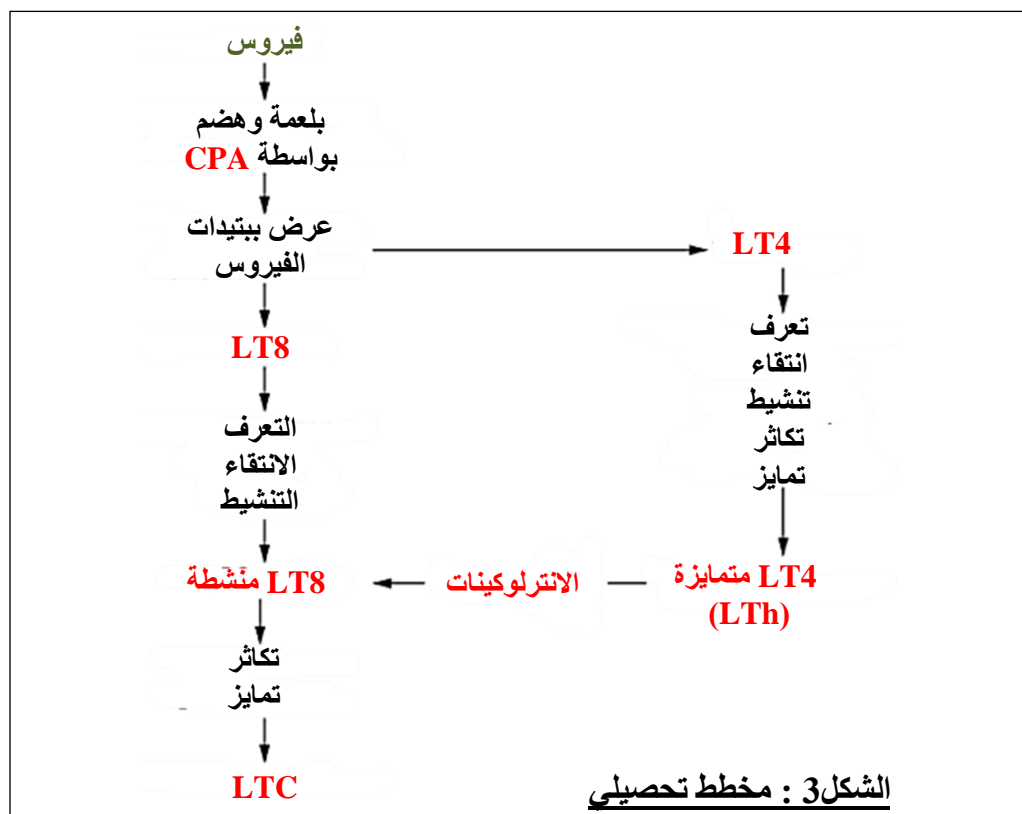 فيروس
بلعمة وهضم
بواسطة CPA
عرض ببتيدات
الفيروس
LT4
LT8
تعرف
انتقاء
تنشيط
تكاثر
تمايز
التعرف
الانتقاء
التنشيط
LT4 متمايزة
(LTh)
الانترلوكينات
LT8 منشطة
تكاثر
تمايز
LTC
الشكل3 : مخطط تحصيلي